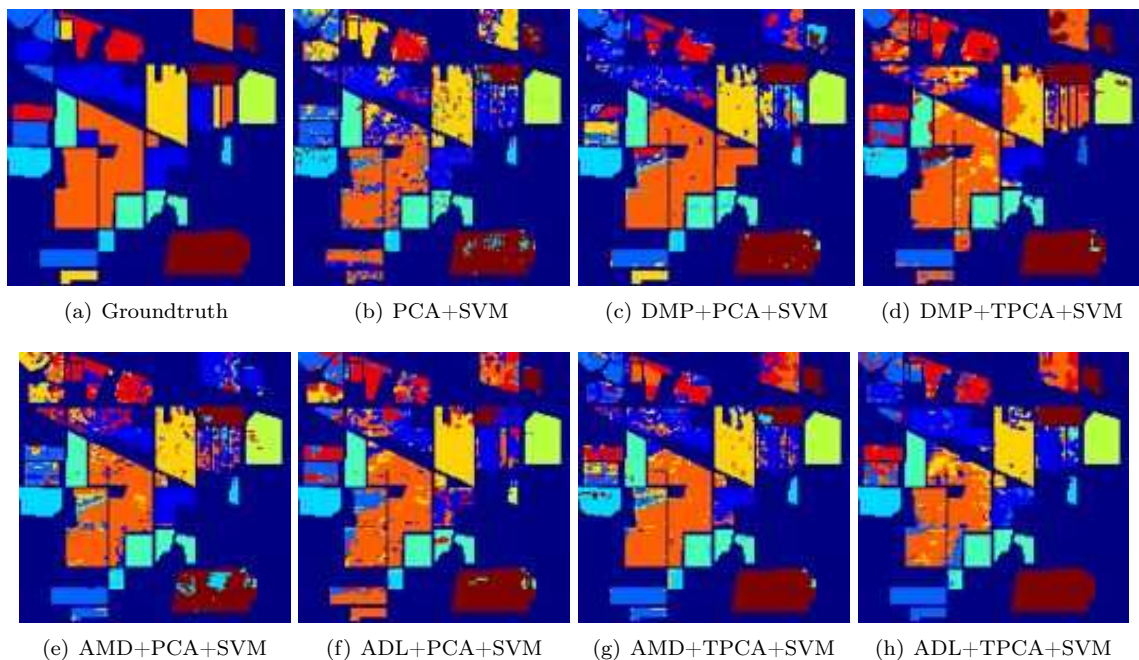 (a) Groundtruth
(b) PCA+SVM
(c) DMP+PCA+SVM
(d) DMP+TPCA+SVM
(e) AMD+PCA+SVM
(f) ADL+PCA+SVM
(g) AMD+TPCA+SVM
(h) ADL+TPCA+SVM